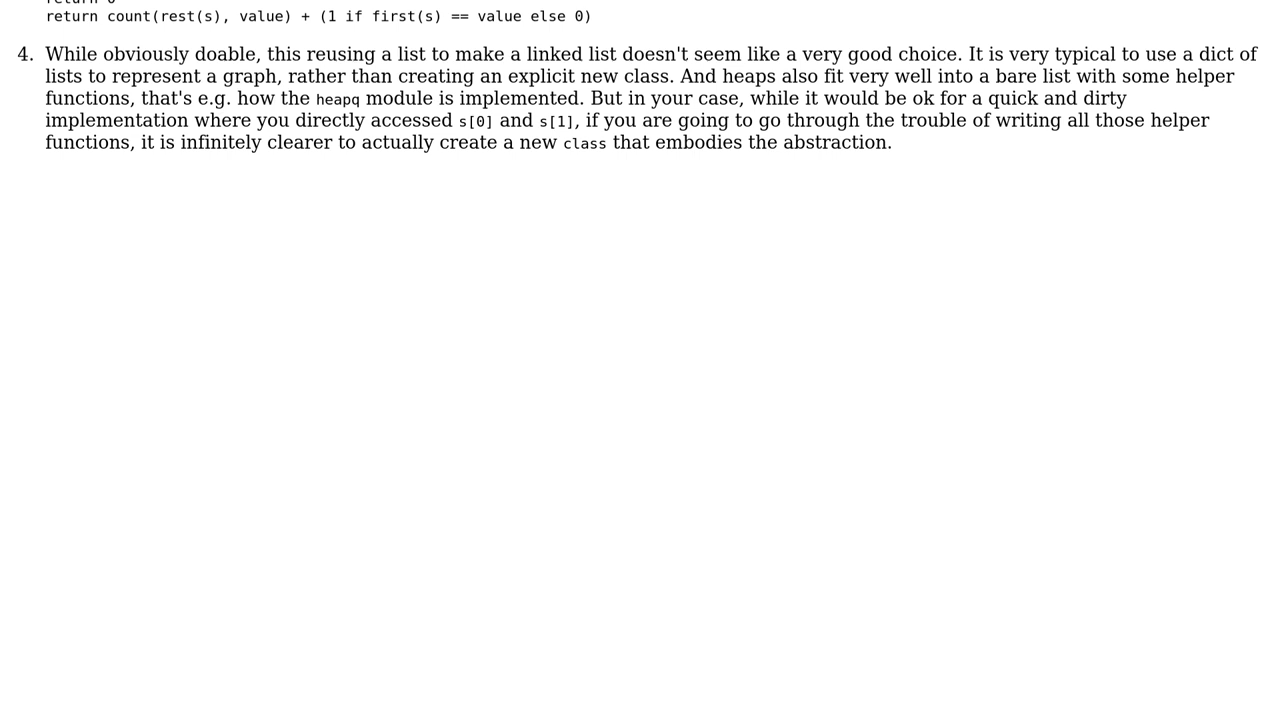 return count(rest(s), value) + (1 if first(s) == value else 0)
4. While obviously doable, this reusing a list to make a linked list doesn't seem like a very good choice. It is very typical to use a dict of
lists to represent a graph, rather than creating an explicit new class. And heaps also fit very well into a bare list with some helper
functions, that's e.g. how the heapq module is implemented. But in your case, while it would be ok for a quick and dirty
implementation where you directly accessed s[0] and s[1], if you are going to go through the trouble of writing all those helper
functions, it is infinitely clearer to actually create a new class that embodies the abstraction.